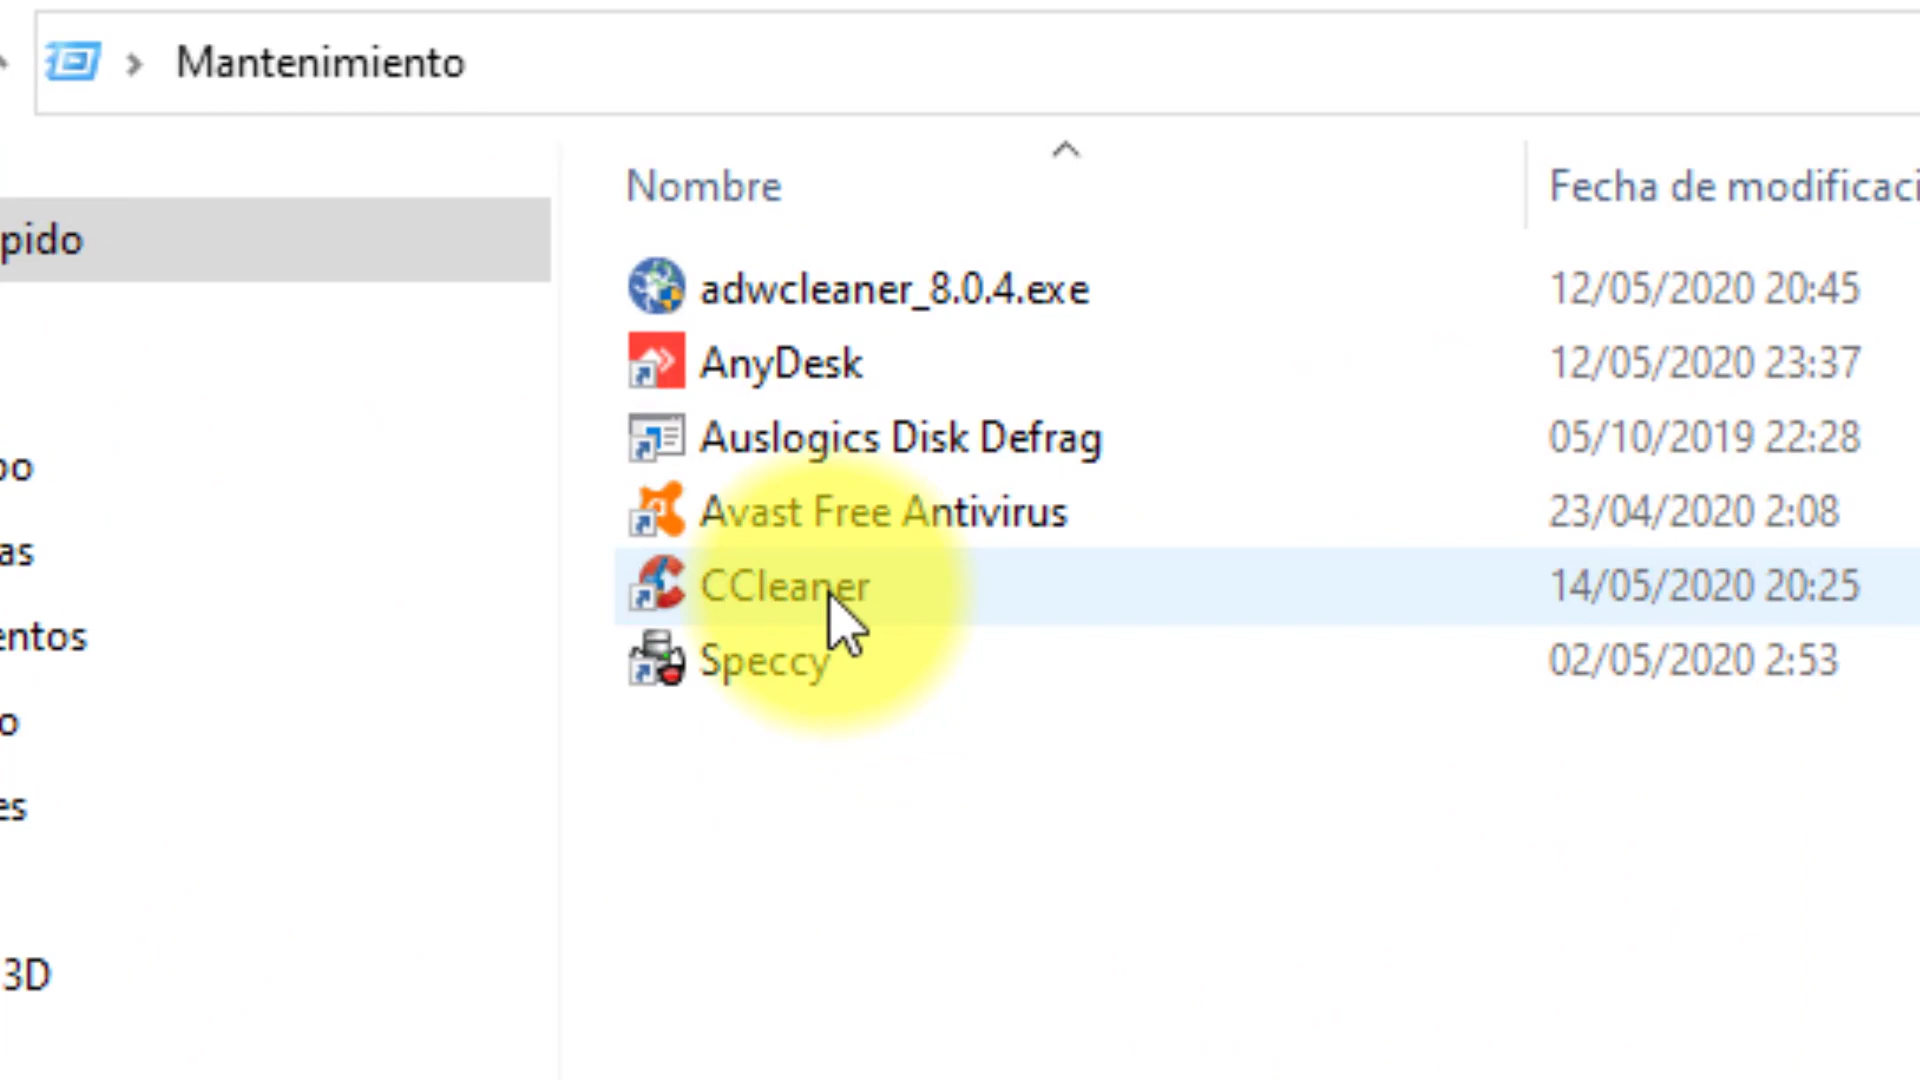 Mantenimiento
Nombre
Fecha de modificaci
pido
adwcleaner_8.0.4.exe 12/05/2020 20:45
AnyDesk 12/05/2020 23:37
Auslogics Disk Defrag 05/10/2019 22:28
Avast Free Antivirus 23/04/2020 2:08
CCleaner 14/05/2020 20:25
Speccy 02/05/2020 2:53
as
entos
o
es
3D